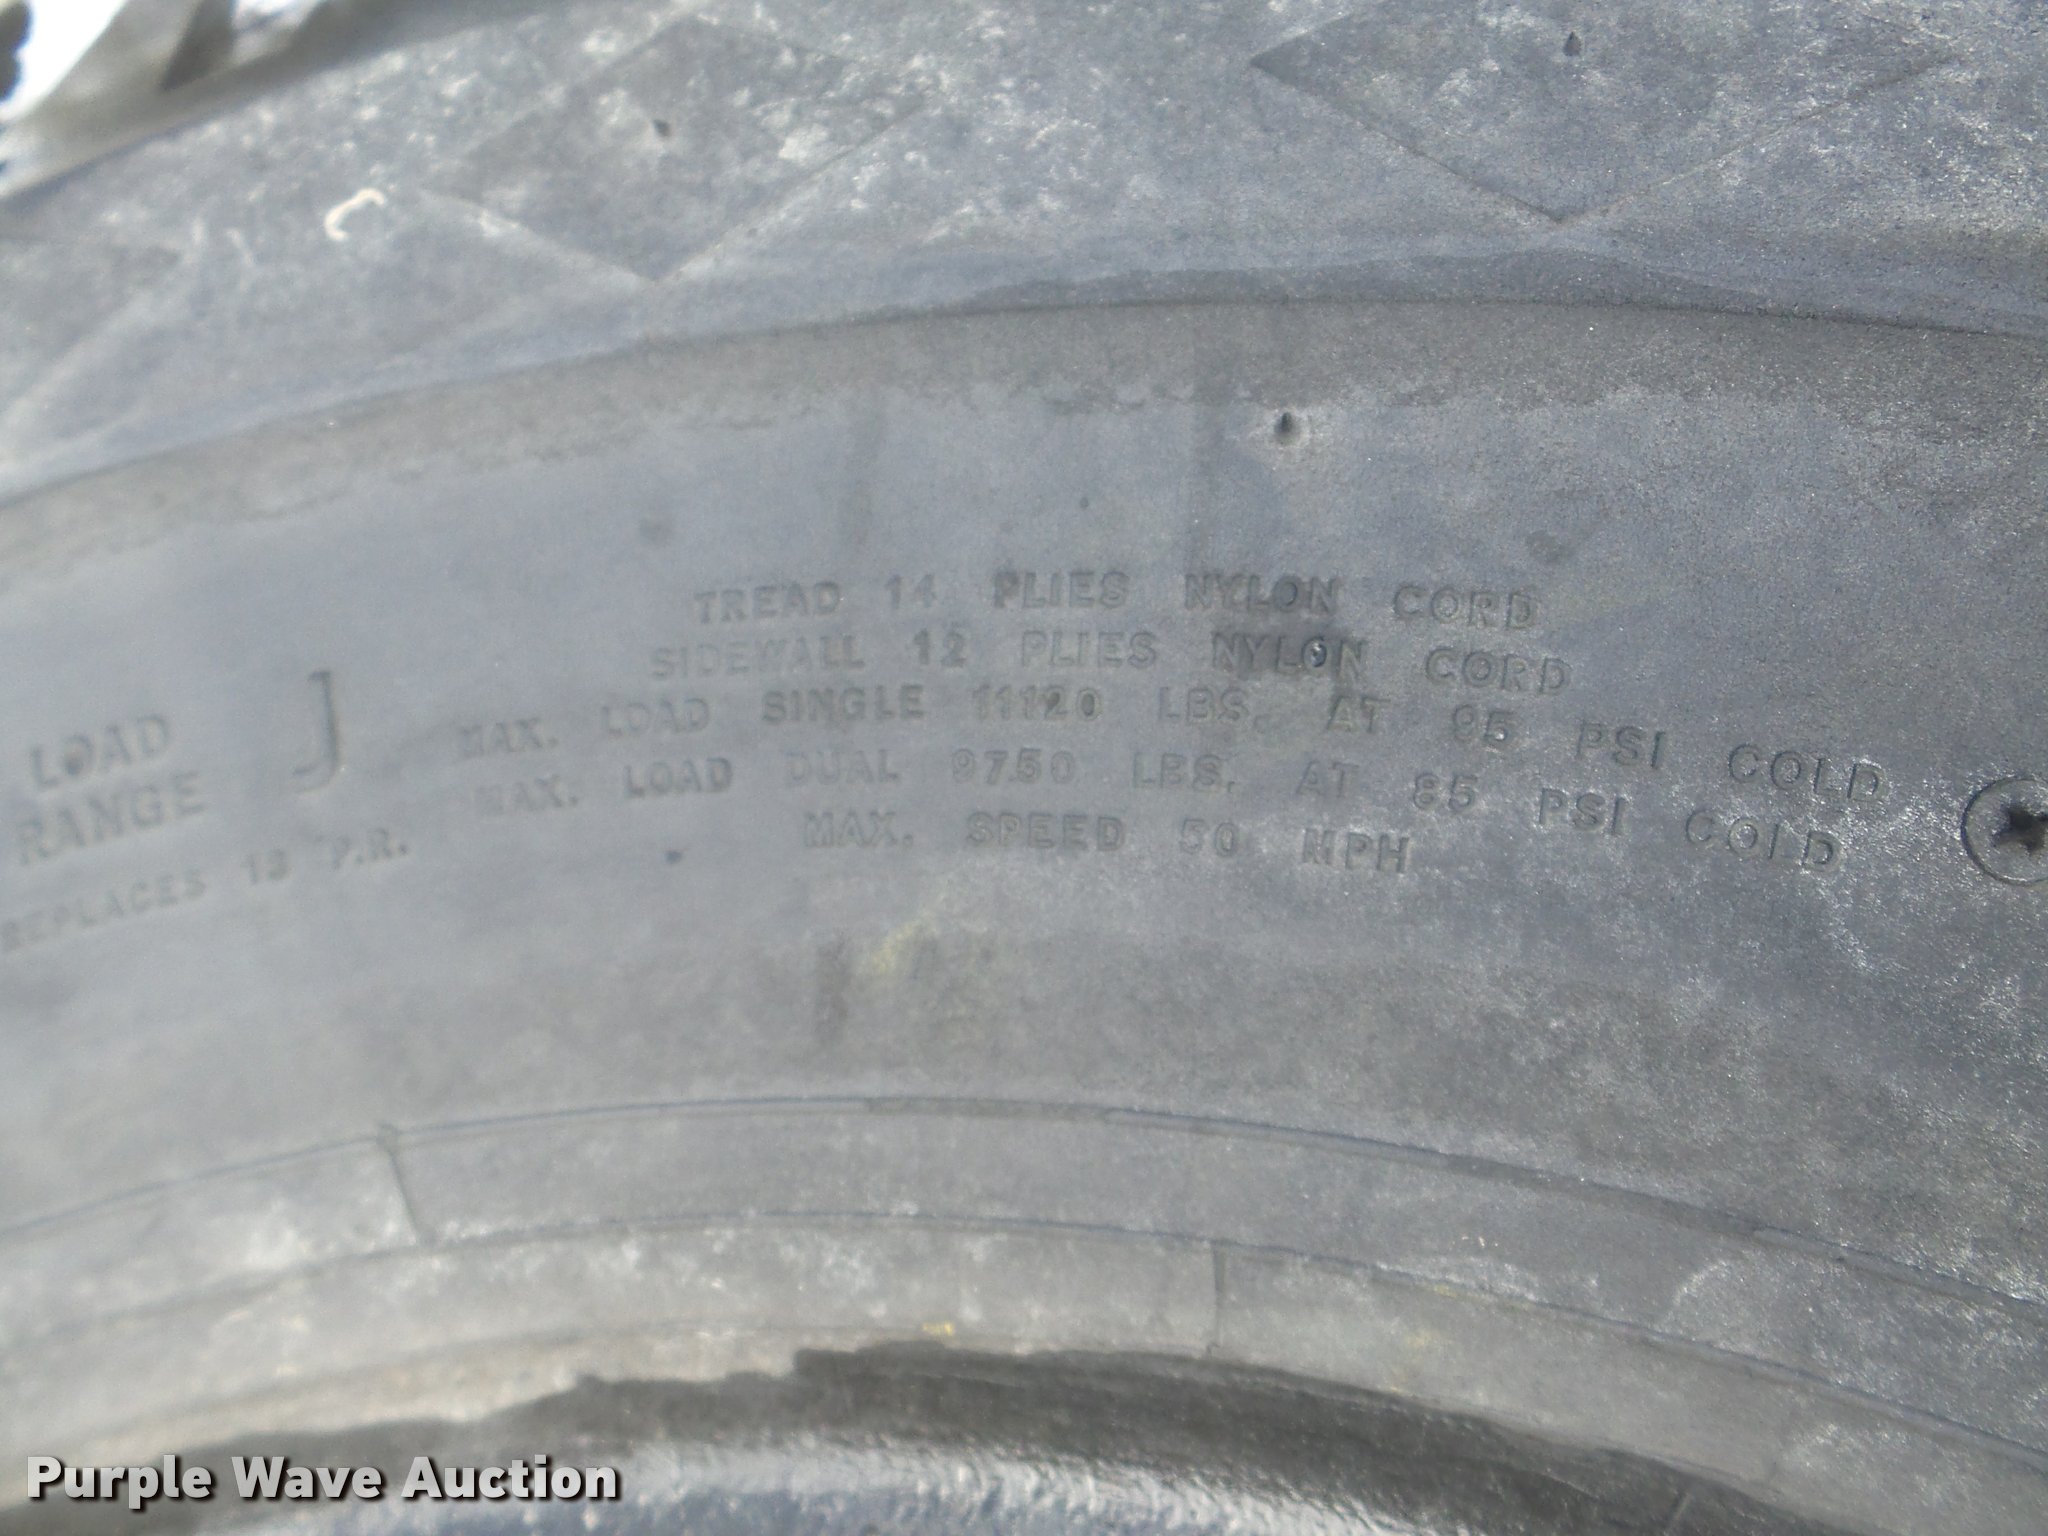 TREAD 14 PLIES NYLON CORD
SIDEWALL 12 PLIES NYLON CORD
MAX. LOAD SINGLE 11120 LBS. AT 95 PSI COLD
MAX. LOAD DUAL 9750 LBS. AT 85 PSI COLD
MAX. SPEED 50 MPH
LOAD
RANGE J
REPLACES 18 P.R.
Purple Wave Auction